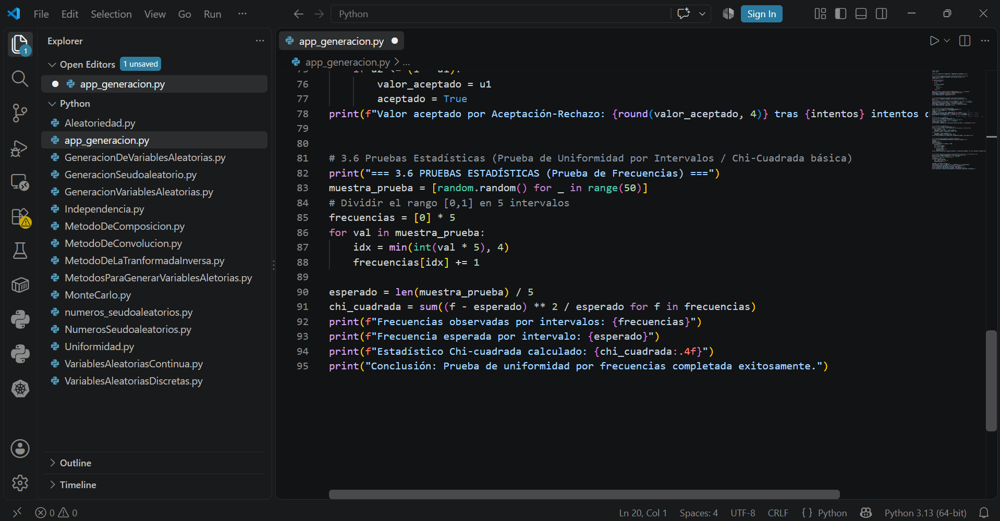 File Edit Selection View Go Run ···
Python
Sign In
Explorer
Open Editors 1 unsaved
app_generacion.py
Python
Aleatoriedad.py
app_generacion.py
GeneracionDeVariablesAleatorias.py
GeneracionSeudoaleatorio.py
GeneracionVariablesAleatorias.py
Independencia.py
MetodoDeComposicion.py
MetodoDeConvolucion.py
MetodoDeLaTranformadaInversa.py
MetodosParaGenerarVariablesAletorias.py
MonteCarlo.py
numeros_seudoaleatorios.py
NumerosSeudoaleatorios.py
Uniformidad.py
VariablesAleatoriasContinua.py
VariablesAleatoriasDiscretas.py
Outline
Timeline
1
app_generacion.py
app_generacion.py > ...
76 valor_aceptado = u1
77 aceptado = True
78 print(f"Valor aceptado por Aceptación-Rechazo: {round(valor_aceptado, 4)} tras {intentos} intentos
79
80
81 # 3.6 Pruebas Estadísticas (Prueba de Uniformidad por Intervalos / Chi-Cuadrada básica)
82 print("=== 3.6 PRUEBAS ESTADÍSTICAS (Prueba de Frecuencias) ===")
83 muestra_prueba = [random.random() for _ in range(50)]
84 # Dividir el rango [0,1] en 5 intervalos
85 frecuencias = [0] * 5
86 for val in muestra_prueba:
87 idx = min(int(val * 5), 4)
88 frecuencias[idx] += 1
89
90 esperado = len(muestra_prueba) / 5
91 chi_cuadrada = sum((f - esperado) ** 2 / esperado for f in frecuencias)
92 print(f"Frecuencias observadas por intervalos: {frecuencias}")
93 print(f"Frecuencia esperada por intervalo: {esperado}")
94 print(f"Estadístico Chi-cuadrada calculado: {chi_cuadrada:.4f}")
95 print("Conclusión: Prueba de uniformidad por frecuencias completada exitosamente.")
0 0
Ln 20, Col 1 Spaces: 4 UTF-8 CRLF { } Python Python 3.13 (64-bit)